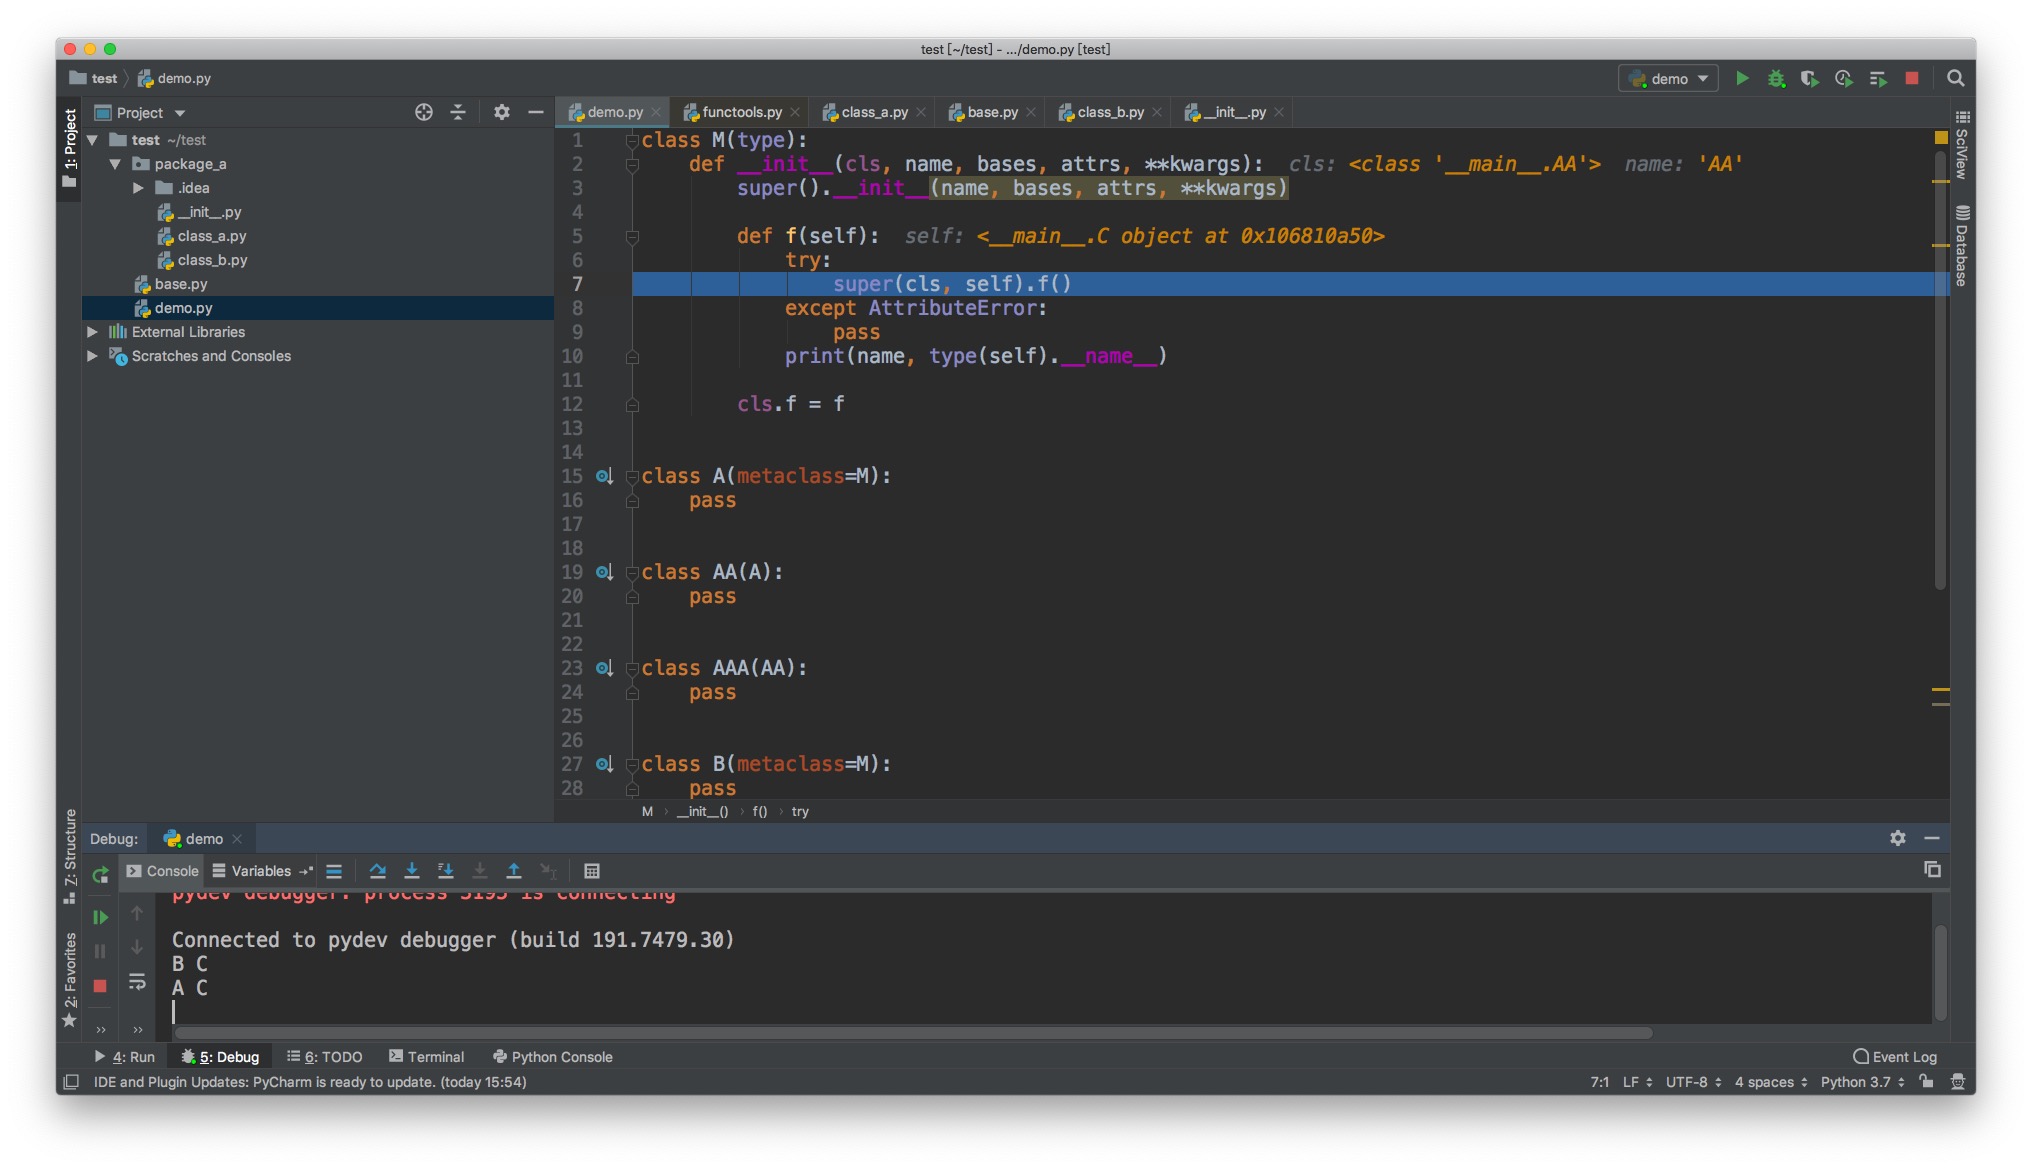 test [~/test] - .../demo.py [test]
test demo.py
demo
1: Project
Project
demo.py functools.py class_a.py base.py class_b.py __init__.py
test ~/test
package_a
.idea
__init__.py
class_a.py
class_b.py
base.py
demo.py
External Libraries
Scratches and Consoles
1 class M(type):
2 def __init__(cls, name, bases, attrs, **kwargs): cls: <class '__main__.AA'> name: 'AA'
3 super().__init__(name, bases, attrs, **kwargs)
4
5 def f(self): self: <__main__.C object at 0x106810a50>
6 try:
7 super(cls, self).f()
8 except AttributeError:
9 pass
10 print(name, type(self).__name__)
11
12 cls.f = f
13
14
15 class A(metaclass=M):
16 pass
17
18
19 class AA(A):
20 pass
21
22
23 class AAA(AA):
24 pass
25
26
27 class B(metaclass=M):
28 pass
M › __init__() › f() › try
SciView
Database
7: Structure
2: Favorites
Debug: demo
Console Variables
pydev debugger: process 5195 is connecting
Connected to pydev debugger (build 191.7479.30)
B C
A C
4: Run 5: Debug 6: TODO Terminal Python Console Event Log
IDE and Plugin Updates: PyCharm is ready to update. (today 15:54) 7:1 LF UTF-8 4 spaces Python 3.7